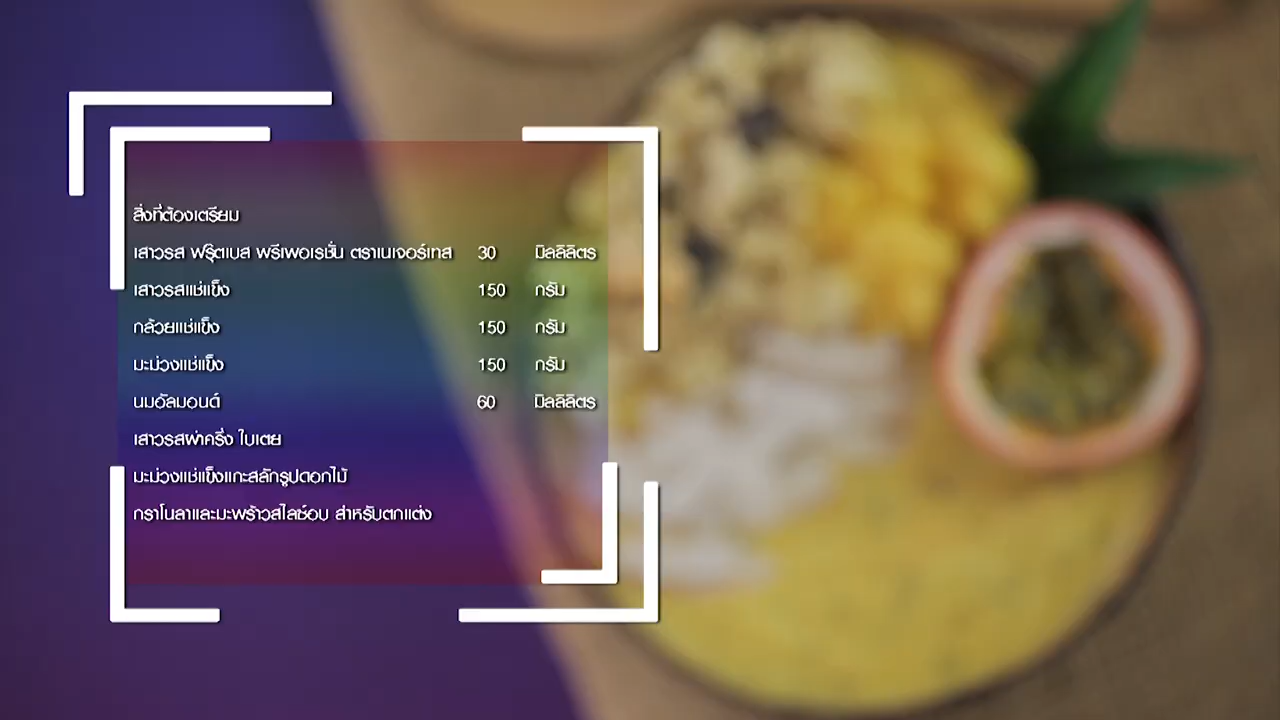 สิ่งที่ต้องเตรียม
เสาวรส ฟรุ๊ตเบส พรีเพอเรชั่น ตราเนเจอร์เทส 30 มิลลิลิตร
เสาวรสแช่แข็ง 150 กรัม
กล้วยแช่แข็ง 150 กรัม
มะม่วงแช่แข็ง 150 กรัม
นมอัลมอนด์ 60 มิลลิลิตร
เสาวรสผ่าครึ่ง ใบเตย
มะม่วงแช่แข็งแกะสลักรูปดอกไม้
กราโนลาและมะพร้าวสไลซ์อบ สำหรับตกแต่ง